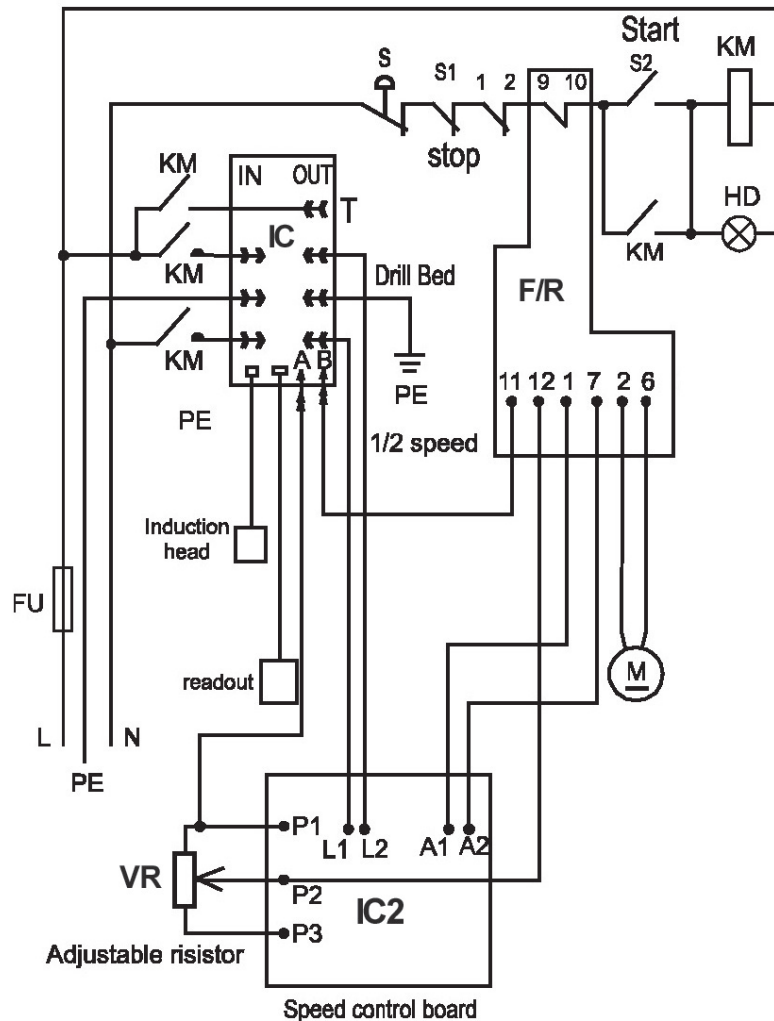 Start
KM
S
S1
1
2
9
10
S2
stop
KM
IN
OUT
T
HD
IC
KM
Drill Bed
KM
F/R
KM
A
B
PE
PE
11
12
1
7
2
6
1/2 speed
Induction
head
FU
readout
M
L
N
PE
P1
L1
L2
A1
A2
VR
P2
IC2
P3
Adjustable risistor
Speed control board